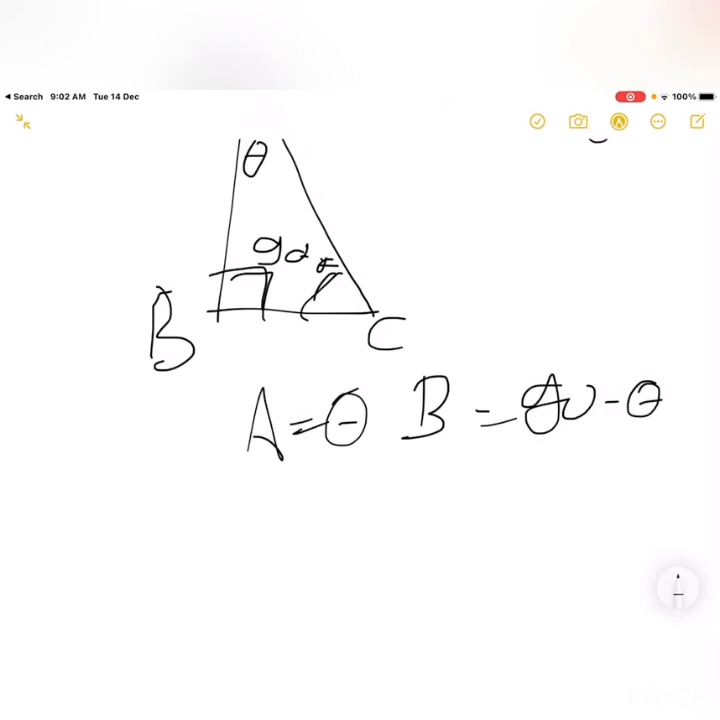 Search 9:02 AM Tue 14 Dec 100%
θ
90
B
C
A = θ B = 90 - θ